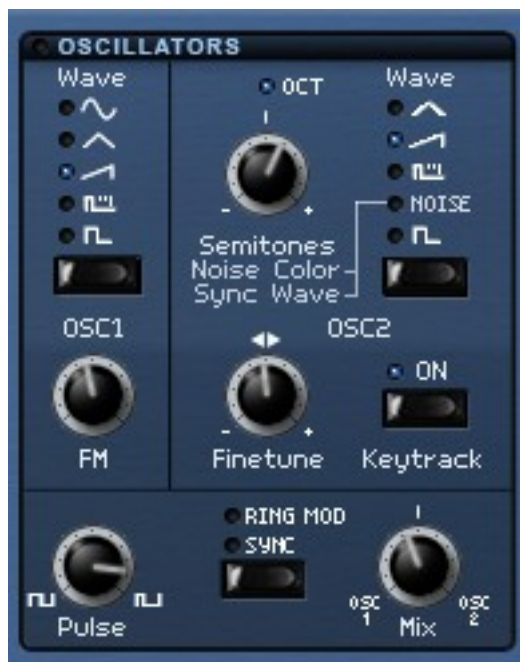 OSCILLATORS
Wave
OCT
Wave
- +
NOISE
Semitones
Noise Color
Sync Wave
OSC1
OSC2
ON
- +
FM
Finetune
Keytrack
RING MOD
SYNC
OSC 1
OSC 2
Pulse
Mix